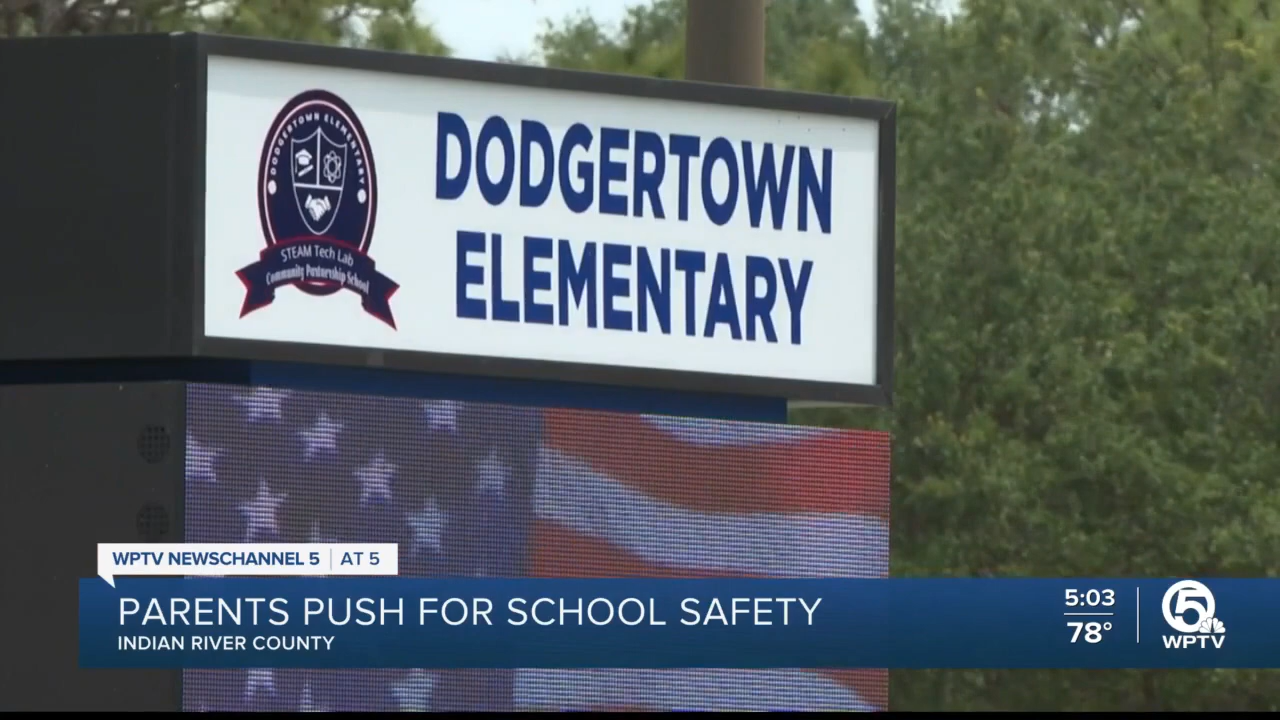 DODGERTOWN ELEMENTARY
STEAM Tech Lab
Community Partnership School
DODGERTOWN
ELEMENTARY
WPTV NEWSCHANNEL 5 | AT 5
PARENTS PUSH FOR SCHOOL SAFETY
INDIAN RIVER COUNTY
5:03
78°
5
WPTV